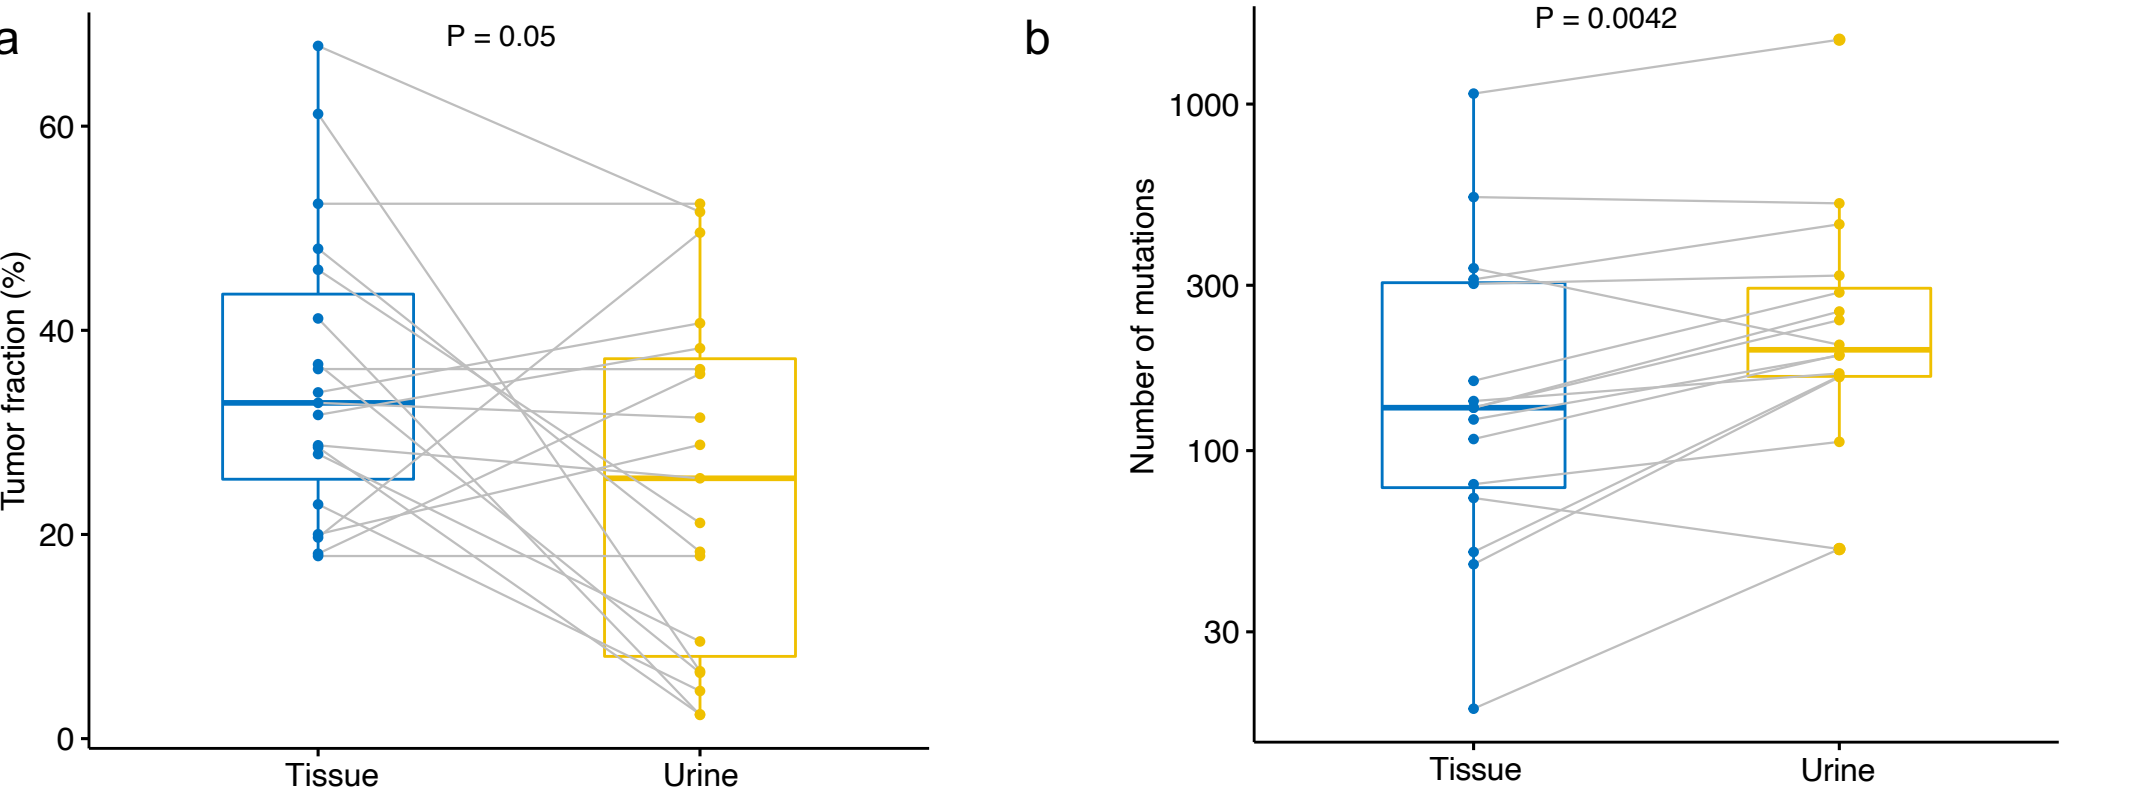 a
P = 0.05
Tumor fraction (%)
60
40
20
0
Tissue
Urine
b
P = 0.0042
Number of mutations
1000
300
100
30
Tissue
Urine